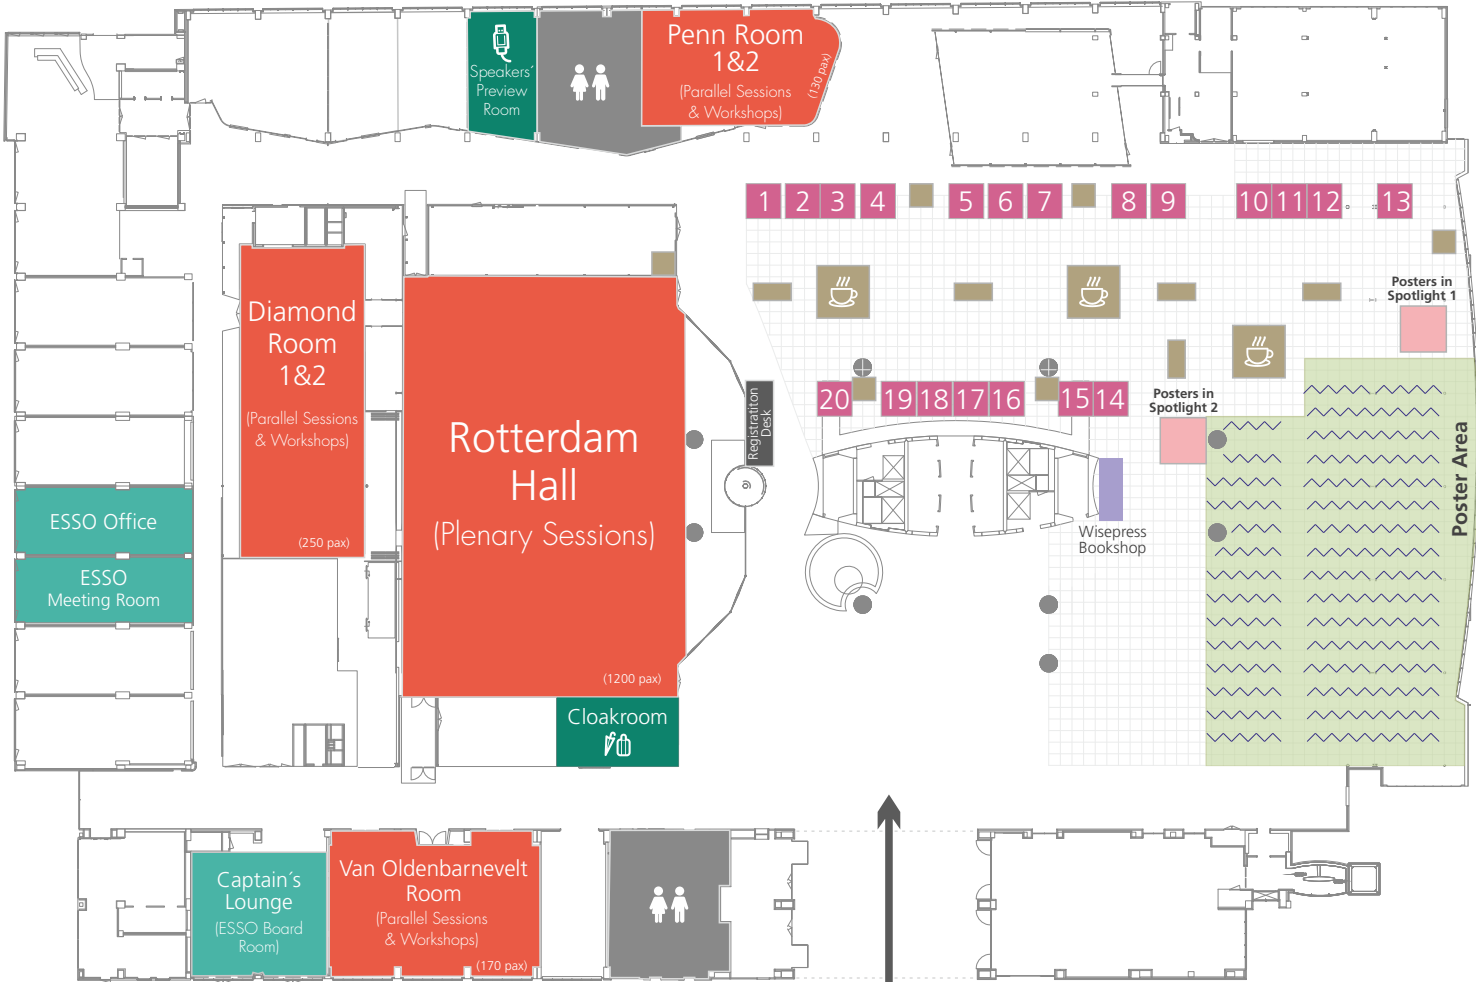 Speakers´
Preview
Room
Penn Room
1&2
(Parallel Sessions
& Workshops)
(130 pax)
1
2
3
4
5
6
7
8
9
10
11
12
13
Diamond
Room
1&2
(Parallel Sessions
& Workshops)
(250 pax)
Rotterdam
Hall
(Plenary Sessions)
(1200 pax)
Posters in
Spotlight 1
20
19
18
17
16
15
14
Posters in
Spotlight 2
Registratiton
Desk
Poster Area
ESSO Office
ESSO
Meeting Room
Wisepress
Bookshop
Cloakroom
Captain´s
Lounge
(ESSO Board
Room)
Van Oldenbarnevelt
Room
(Parallel Sessions
& Workshops)
(170 pax)